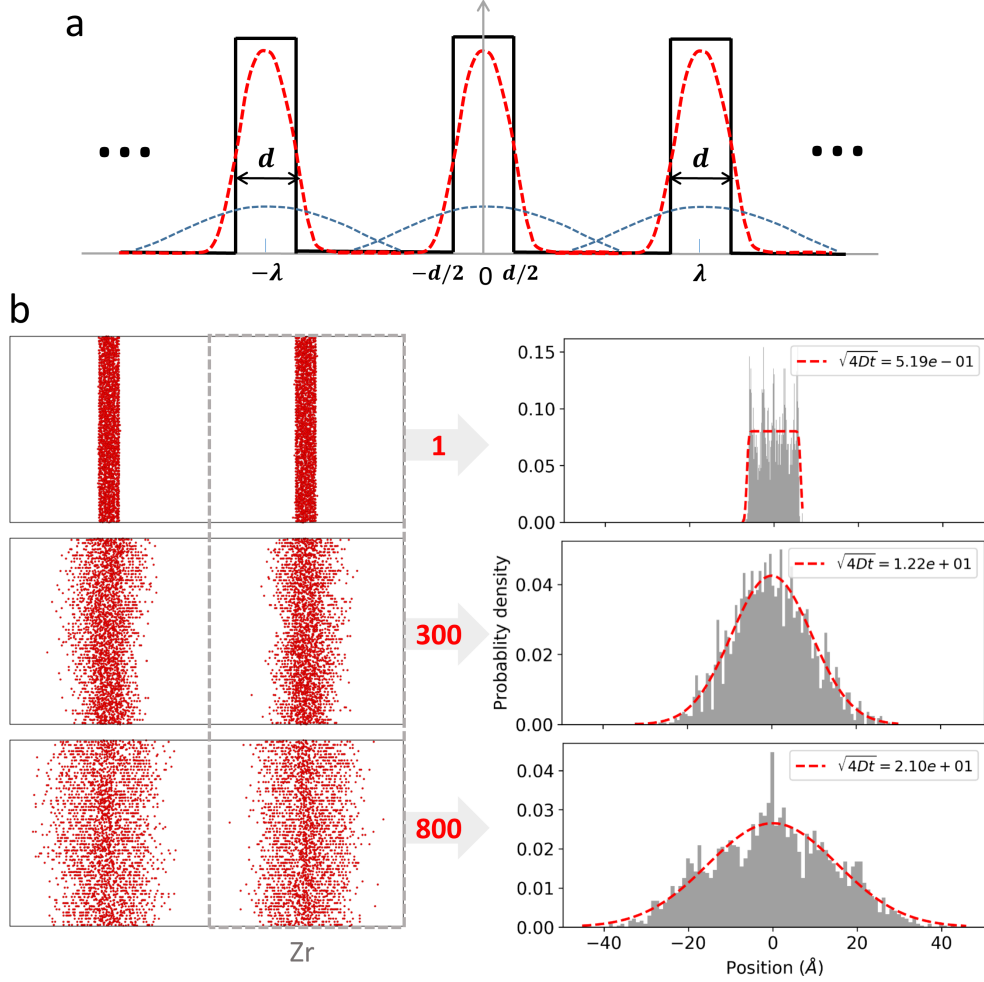 a
d d
−λ −d/2 0 d/2 λ
b
1
300
800
Zr
0.15
0.10
0.05
0.00
√4Dt = 5.19e − 01
0.04
0.02
0.00
√4Dt = 1.22e + 01
0.04
0.03
0.02
0.01
0.00
√4Dt = 2.10e + 01
Probablity density
−40 −20 0 20 40
Position (Å)